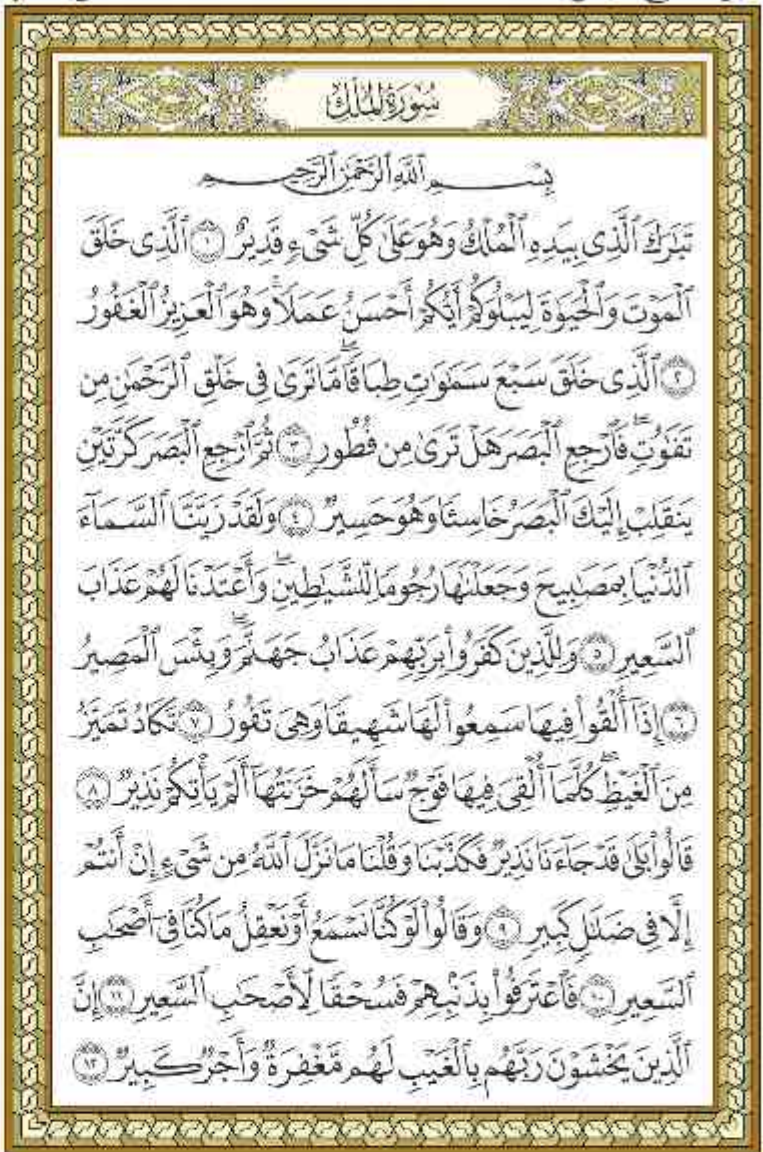 سُورَةُ الْمُلْكِ
بِسْمِ ٱللَّهِ ٱلرَّحْمَٰنِ ٱلرَّحِيمِ
تَبَٰرَكَ ٱلَّذِى بِيَدِهِ ٱلْمُلْكُ وَهُوَ عَلَىٰ كُلِّ شَىْءٍ قَدِيرٌ ١ ٱلَّذِى خَلَقَ
ٱلْمَوْتَ وَٱلْحَيَوٰةَ لِيَبْلُوَكُمْ أَيُّكُمْ أَحْسَنُ عَمَلًا ۚ وَهُوَ ٱلْعَزِيزُ ٱلْغَفُورُ
٢ ٱلَّذِى خَلَقَ سَبْعَ سَمَٰوَٰتٍ طِبَاقًا ۖ مَّا تَرَىٰ فِى خَلْقِ ٱلرَّحْمَٰنِ مِن
تَفَٰوُتٍ ۖ فَٱرْجِعِ ٱلْبَصَرَ هَلْ تَرَىٰ مِن فُطُورٍ ٣ ثُمَّ ٱرْجِعِ ٱلْبَصَرَ كَرَّتَيْنِ
يَنقَلِبْ إِلَيْكَ ٱلْبَصَرُ خَاسِئًا وَهُوَ حَسِيرٌ ٤ وَلَقَدْ زَيَّنَّا ٱلسَّمَآءَ
ٱلدُّنْيَا بِمَصَٰبِيحَ وَجَعَلْنَٰهَا رُجُومًا لِّلشَّيَٰطِينِ ۖ وَأَعْتَدْنَا لَهُمْ عَذَابَ
ٱلسَّعِيرِ ٥ وَلِلَّذِينَ كَفَرُوا۟ بِرَبِّهِمْ عَذَابُ جَهَنَّمَ ۖ وَبِئْسَ ٱلْمَصِيرُ
٦ إِذَآ أُلْقُوا۟ فِيهَا سَمِعُوا۟ لَهَا شَهِيقًا وَهِىَ تَفُورُ ٧ تَكَادُ تَمَيَّزُ
مِنَ ٱلْغَيْظِ ۖ كُلَّمَآ أُلْقِىَ فِيهَا فَوْجٌ سَأَلَهُمْ خَزَنَتُهَآ أَلَمْ يَأْتِكُمْ نَذِيرٌ ٨
قَالُوا۟ بَلَىٰ قَدْ جَآءَنَا نَذِيرٌ فَكَذَّبْنَا وَقُلْنَا مَا نَزَّلَ ٱللَّهُ مِن شَىْءٍ إِنْ أَنتُمْ
إِلَّا فِى ضَلَٰلٍ كَبِيرٍ ٩ وَقَالُوا۟ لَوْ كُنَّا نَسْمَعُ أَوْ نَعْقِلُ مَا كُنَّا فِىٓ أَصْحَٰبِ
ٱلسَّعِيرِ ١٠ فَٱعْتَرَفُوا۟ بِذَنۢبِهِمْ فَسُحْقًا لِّأَصْحَٰبِ ٱلسَّعِيرِ ١١ إِنَّ
ٱلَّذِينَ يَخْشَوْنَ رَبَّهُم بِٱلْغَيْبِ لَهُم مَّغْفِرَةٌ وَأَجْرٌ كَبِيرٌ ١٢